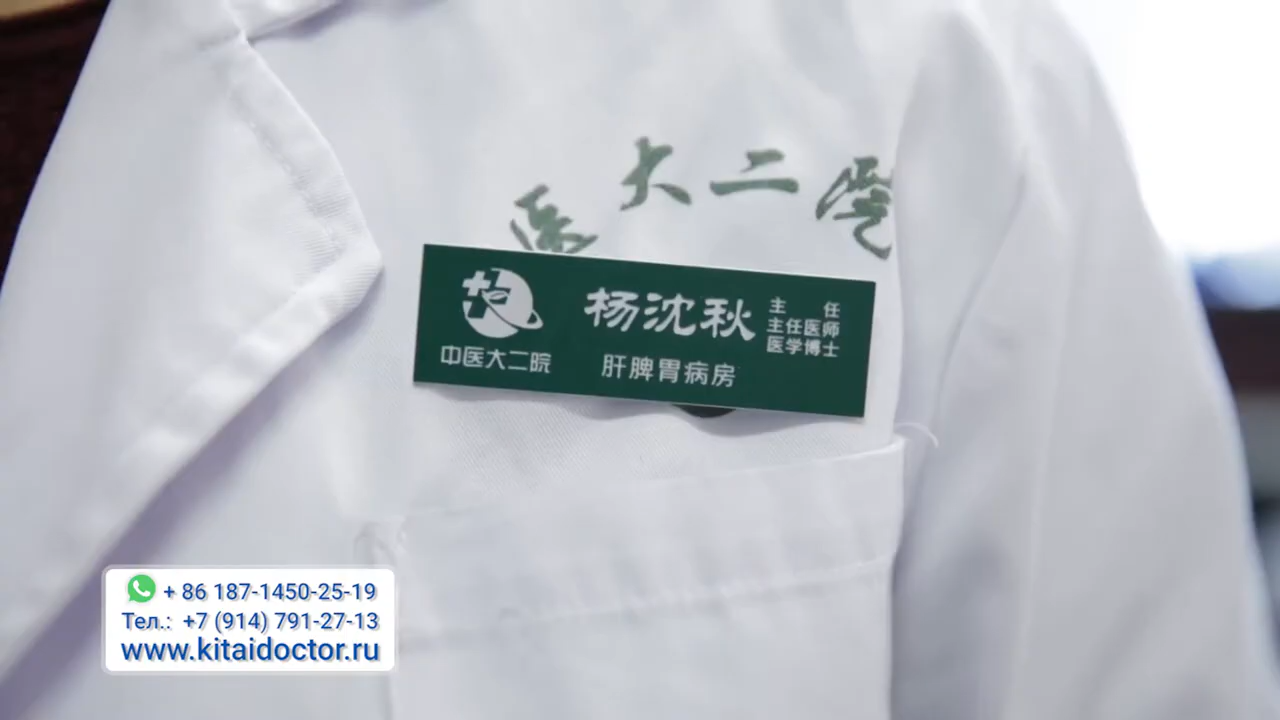 医大二院
杨沈秋
主 任
主任医师
医学博士
中医大二院
肝脾胃病房
+ 86 187-1450-25-19
Тел.: +7 (914) 791-27-13
www.kitaidoctor.ru